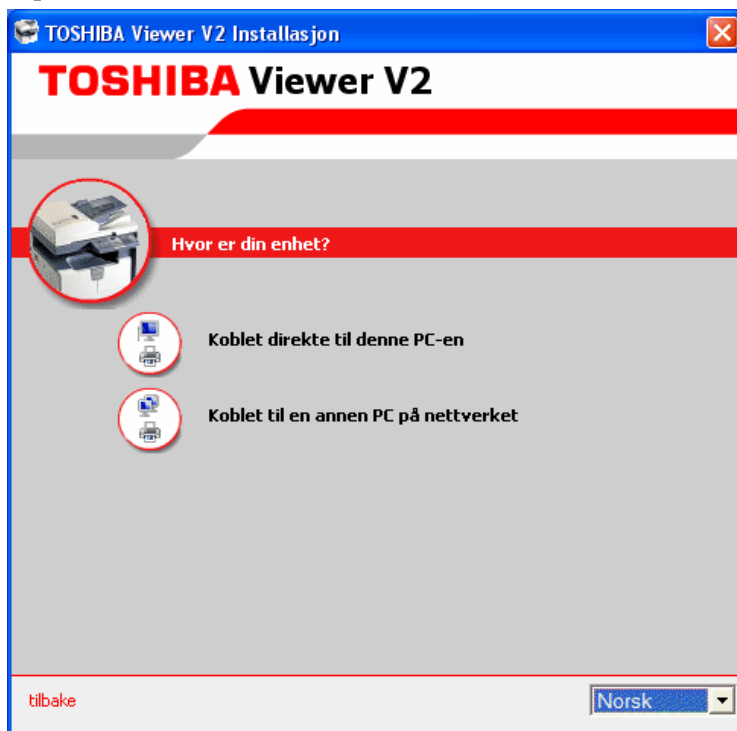 TOSHIBA Viewer V2 Installasjon
TOSHIBA Viewer V2
Hvor er din enhet?
Koblet direkte til denne PC-en
Koblet til en annen PC på nettverket
tilbake
Norsk